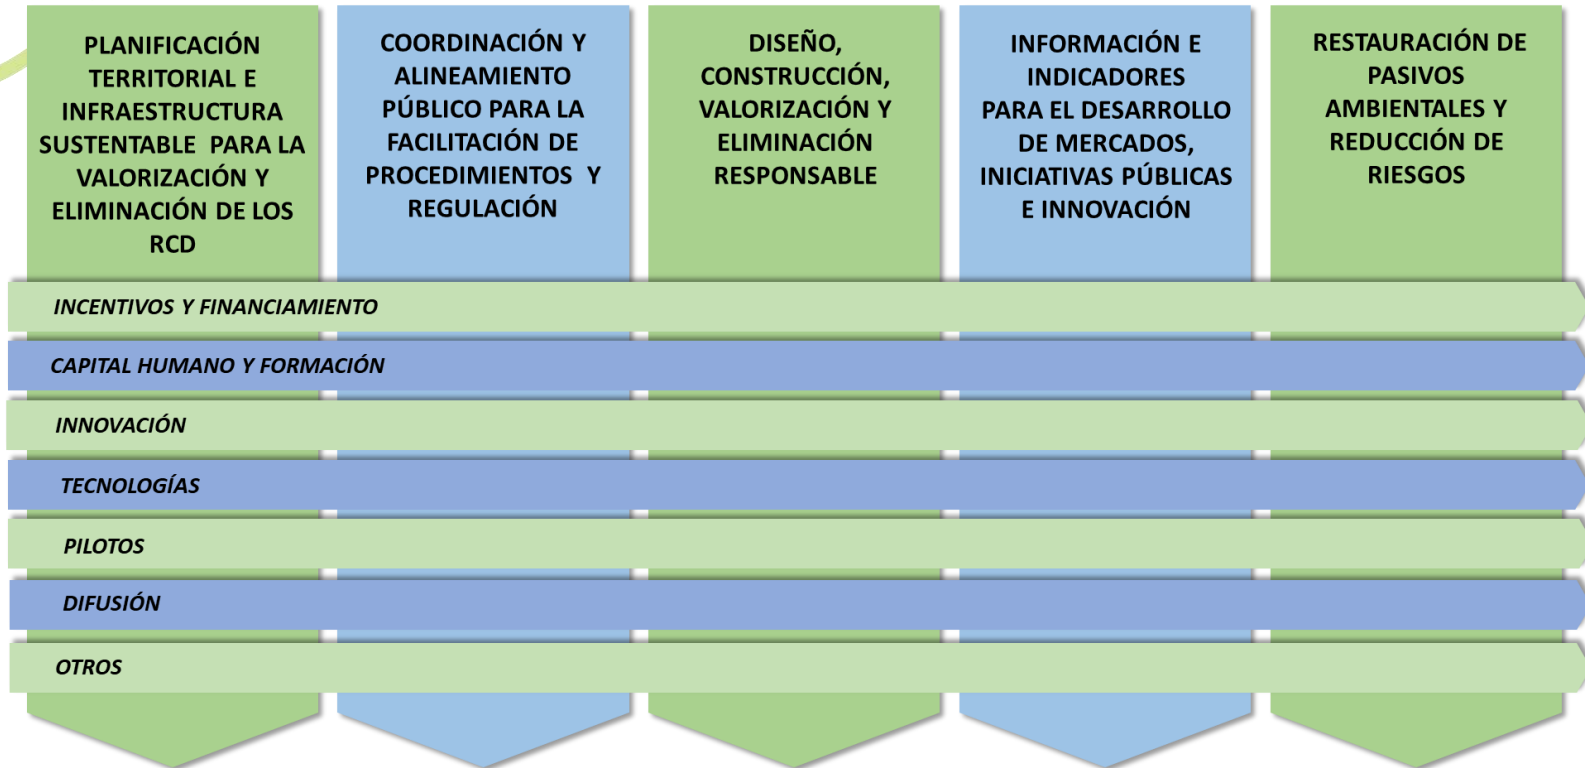 PLANIFICACIÓN
TERRITORIAL E
INFRAESTRUCTURA
SUSTENTABLE PARA LA
VALORIZACIÓN Y
ELIMINACIÓN DE LOS
RCD
COORDINACIÓN Y
ALINEAMIENTO
PÚBLICO PARA LA
FACILITACIÓN DE
PROCEDIMIENTOS Y
REGULACIÓN
DISEÑO,
CONSTRUCCIÓN,
VALORIZACIÓN Y
ELIMINACIÓN
RESPONSABLE
INFORMACIÓN E
INDICADORES
PARA EL DESARROLLO
DE MERCADOS,
INICIATIVAS PÚBLICAS
E INNOVACIÓN
RESTAURACIÓN DE
PASIVOS
AMBIENTALES Y
REDUCCIÓN DE
RIESGOS
INCENTIVOS Y FINANCIAMIENTO
CAPITAL HUMANO Y FORMACIÓN
INNOVACIÓN
TECNOLOGÍAS
PILOTOS
DIFUSIÓN
OTROS